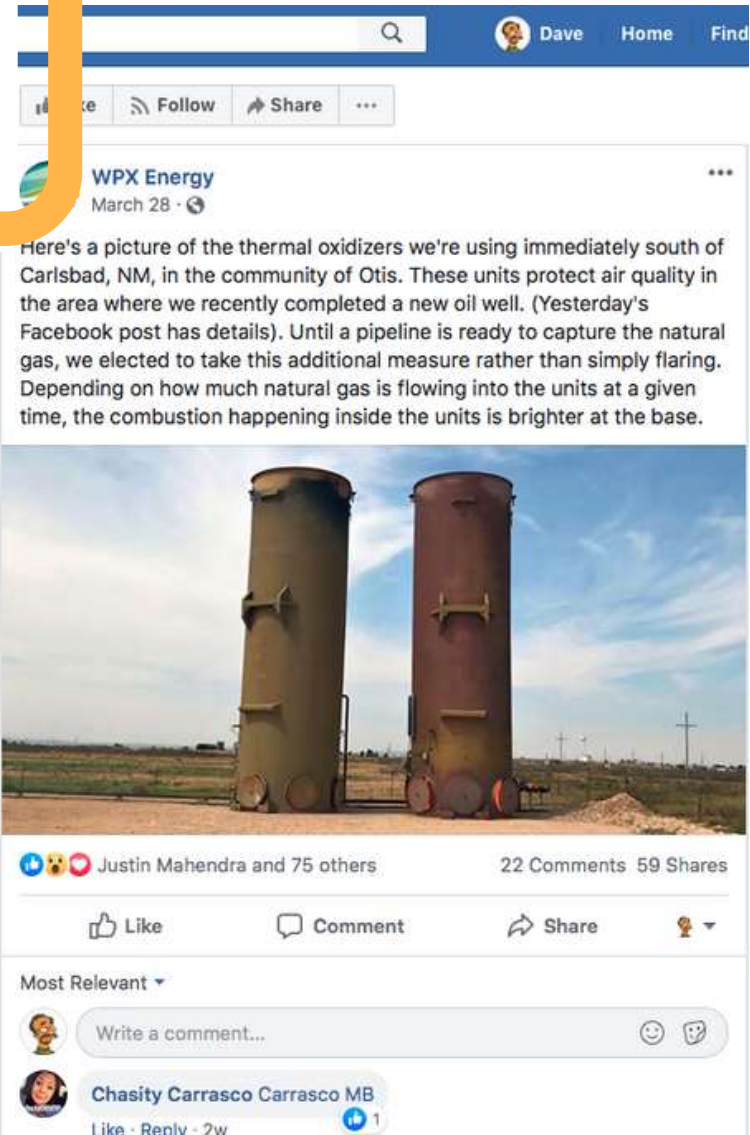 Dave Home Find
Follow Share ...
WPX Energy
March 28 ·
Here's a picture of the thermal oxidizers we're using immediately south of
Carlsbad, NM, in the community of Otis. These units protect air quality in
the area where we recently completed a new oil well. (Yesterday's
Facebook post has details). Until a pipeline is ready to capture the natural
gas, we elected to take this additional measure rather than simply flaring.
Depending on how much natural gas is flowing into the units at a given
time, the combustion happening inside the units is brighter at the base.
Justin Mahendra and 75 others 22 Comments 59 Shares
Like Comment Share
Most Relevant
Write a comment...
Chasity Carrasco Carrasco MB
1
Like · Reply · 2w